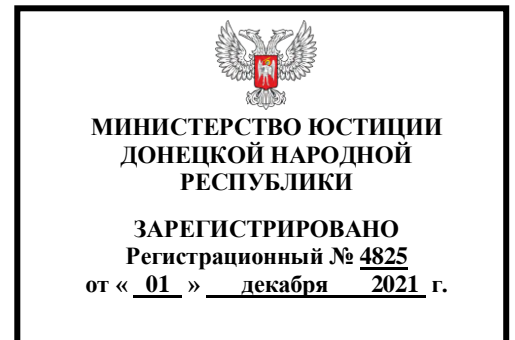 МИНИСТЕРСТВО ЮСТИЦИИ
ДОНЕЦКОЙ НАРОДНОЙ
РЕСПУБЛИКИ
ЗАРЕГИСТРИРОВАНО
Регистрационный № 4825
от « 01 » декабря 2021 г.